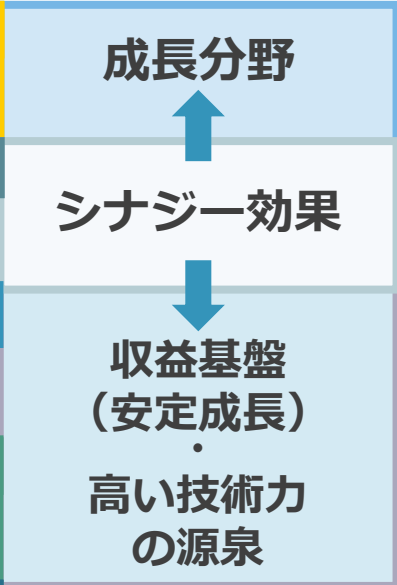 成長分野
シナジー効果
収益基盤
（安定成長）
・
高い技術力
の源泉